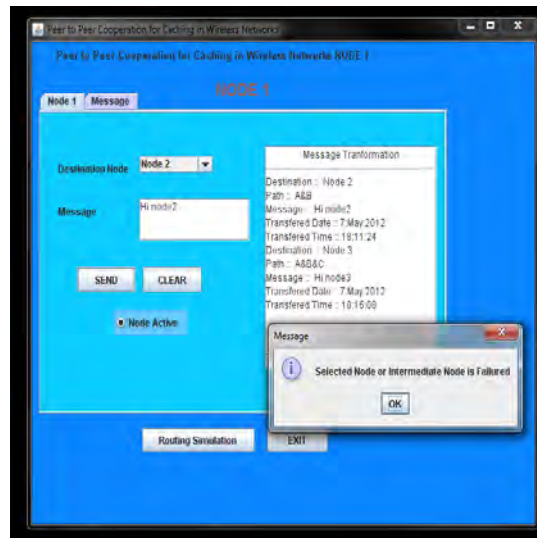 Peer to Peer Cooperation for Caching in Wireless Networks
Peer to Peer Cooperation for Caching in Wireless Networks NODE 1
NODE 1
Node 1 Message
Destination Node Node 2
Message Hi node2
SEND CLEAR
Node Active
Message Tranformation
Destination : Node 2
Path : A&B
Message : Hi node2
Transfered Date : 7 May 2012
Transfered Time : 18:11:24
Destination : Node 3
Path : A&B&C
Message : Hi node3
Transfered Date : 7 May 2012
Transfered Time : 18:16:08
Message
Selected Node or Intermediate Node is Failured
OK
Routing Simulation EXIT